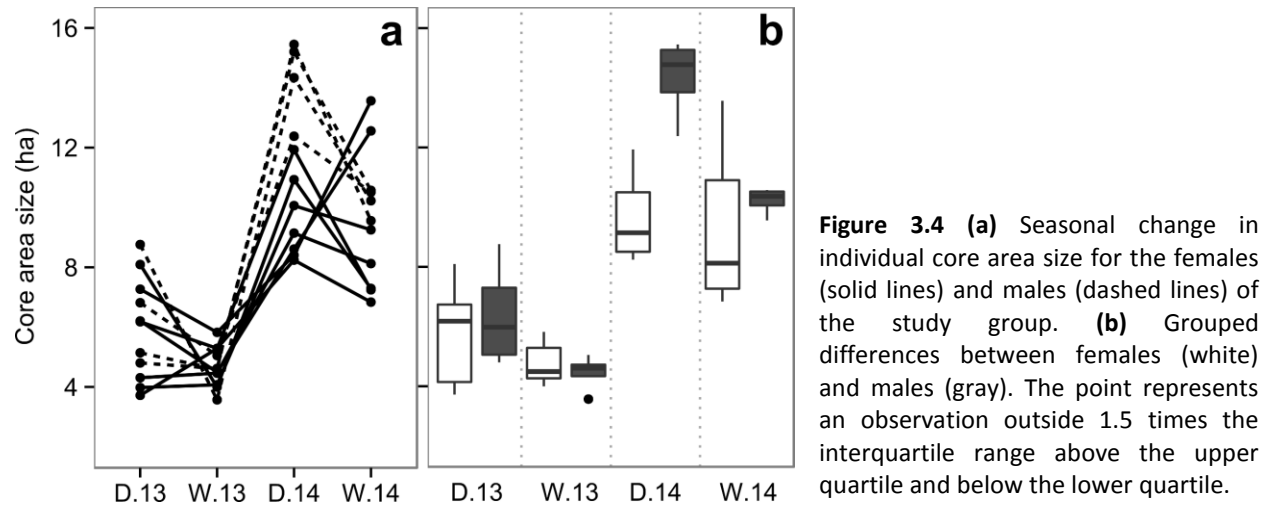 16
12
8
4
Core area size (ha)
a
b
D.13 W.13 D.14 W.14
D.13 W.13 D.14 W.14
Figure 3.4 (a) Seasonal change in
individual core area size for the females
(solid lines) and males (dashed lines) of
the study group. (b) Grouped
differences between females (white)
and males (gray). The point represents
an observation outside 1.5 times the
interquartile range above the upper
quartile and below the lower quartile.